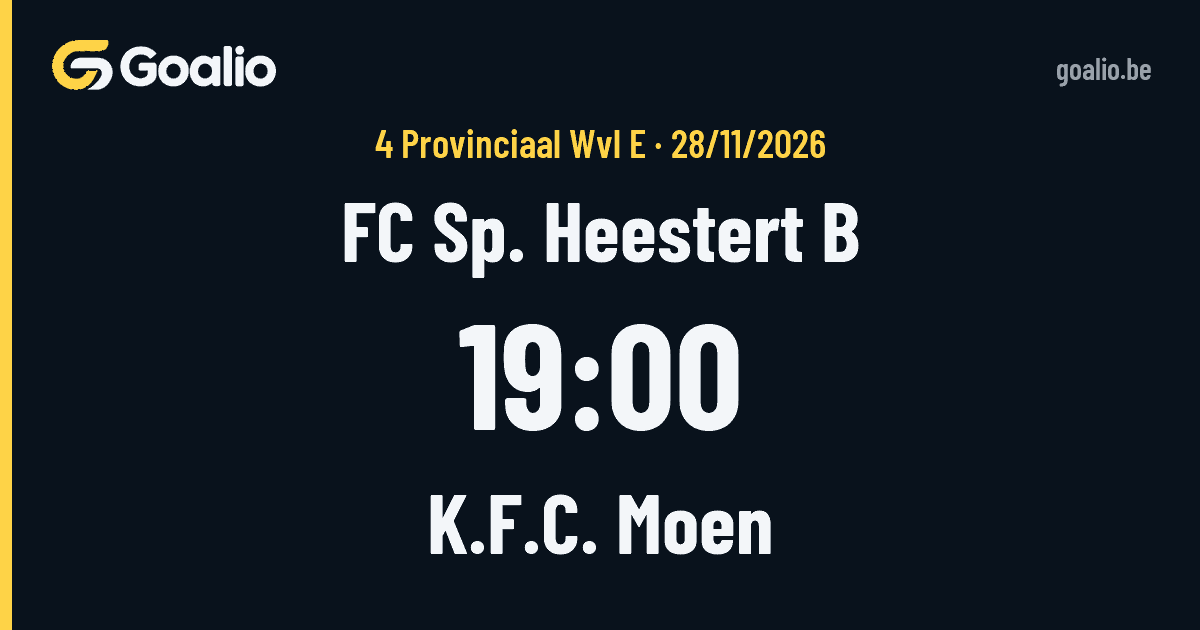 Goalio
goalio.be
4 Provinciaal Wvl E · 28/11/2026
FC Sp. Heestert B
19:00
K.F.C. Moen